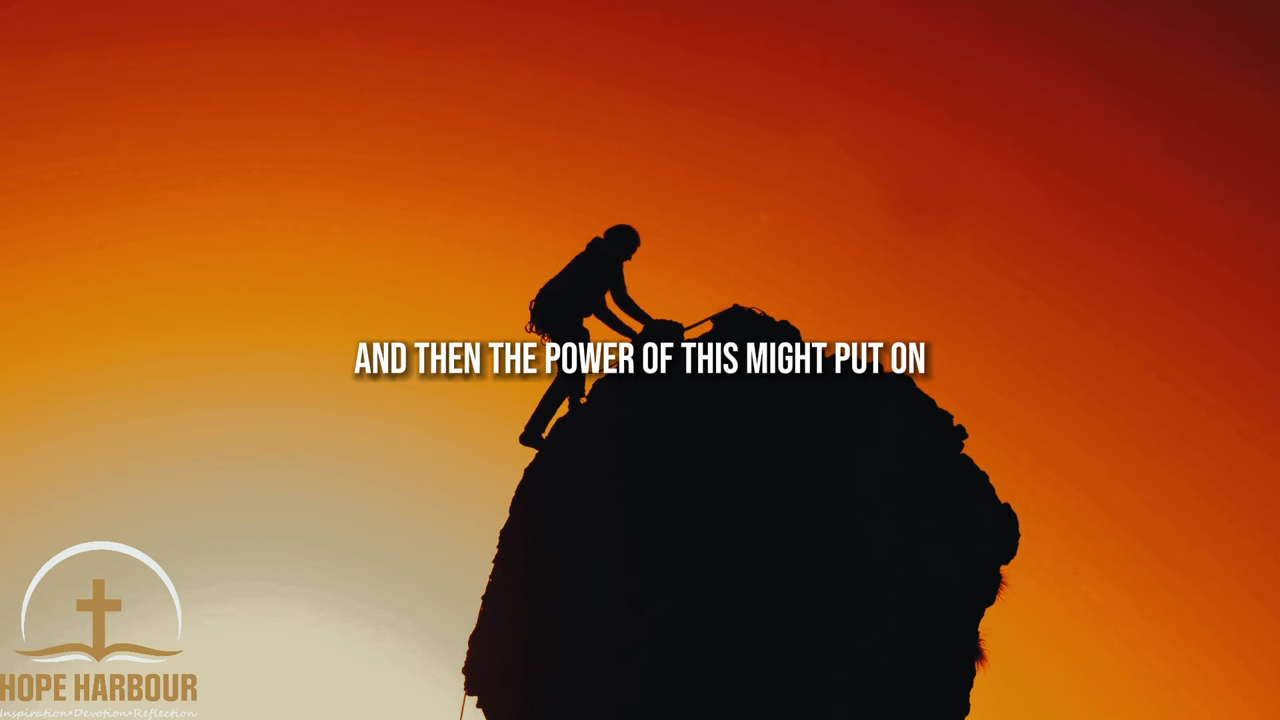 AND THEN THE POWER OF THIS MIGHT PUT ON
HOPE HARBOUR
Inspiration•Devotion•Reflection